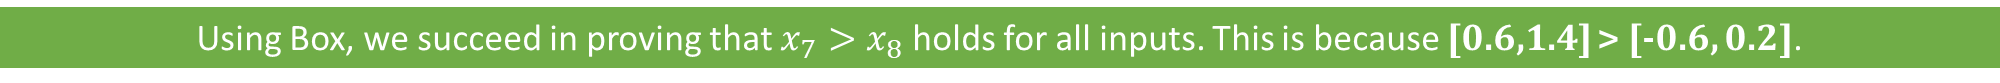 Using Box, we succeed in proving that x₇ > x₈ holds for all inputs. This is because [0.6,1.4] > [-0.6, 0.2].